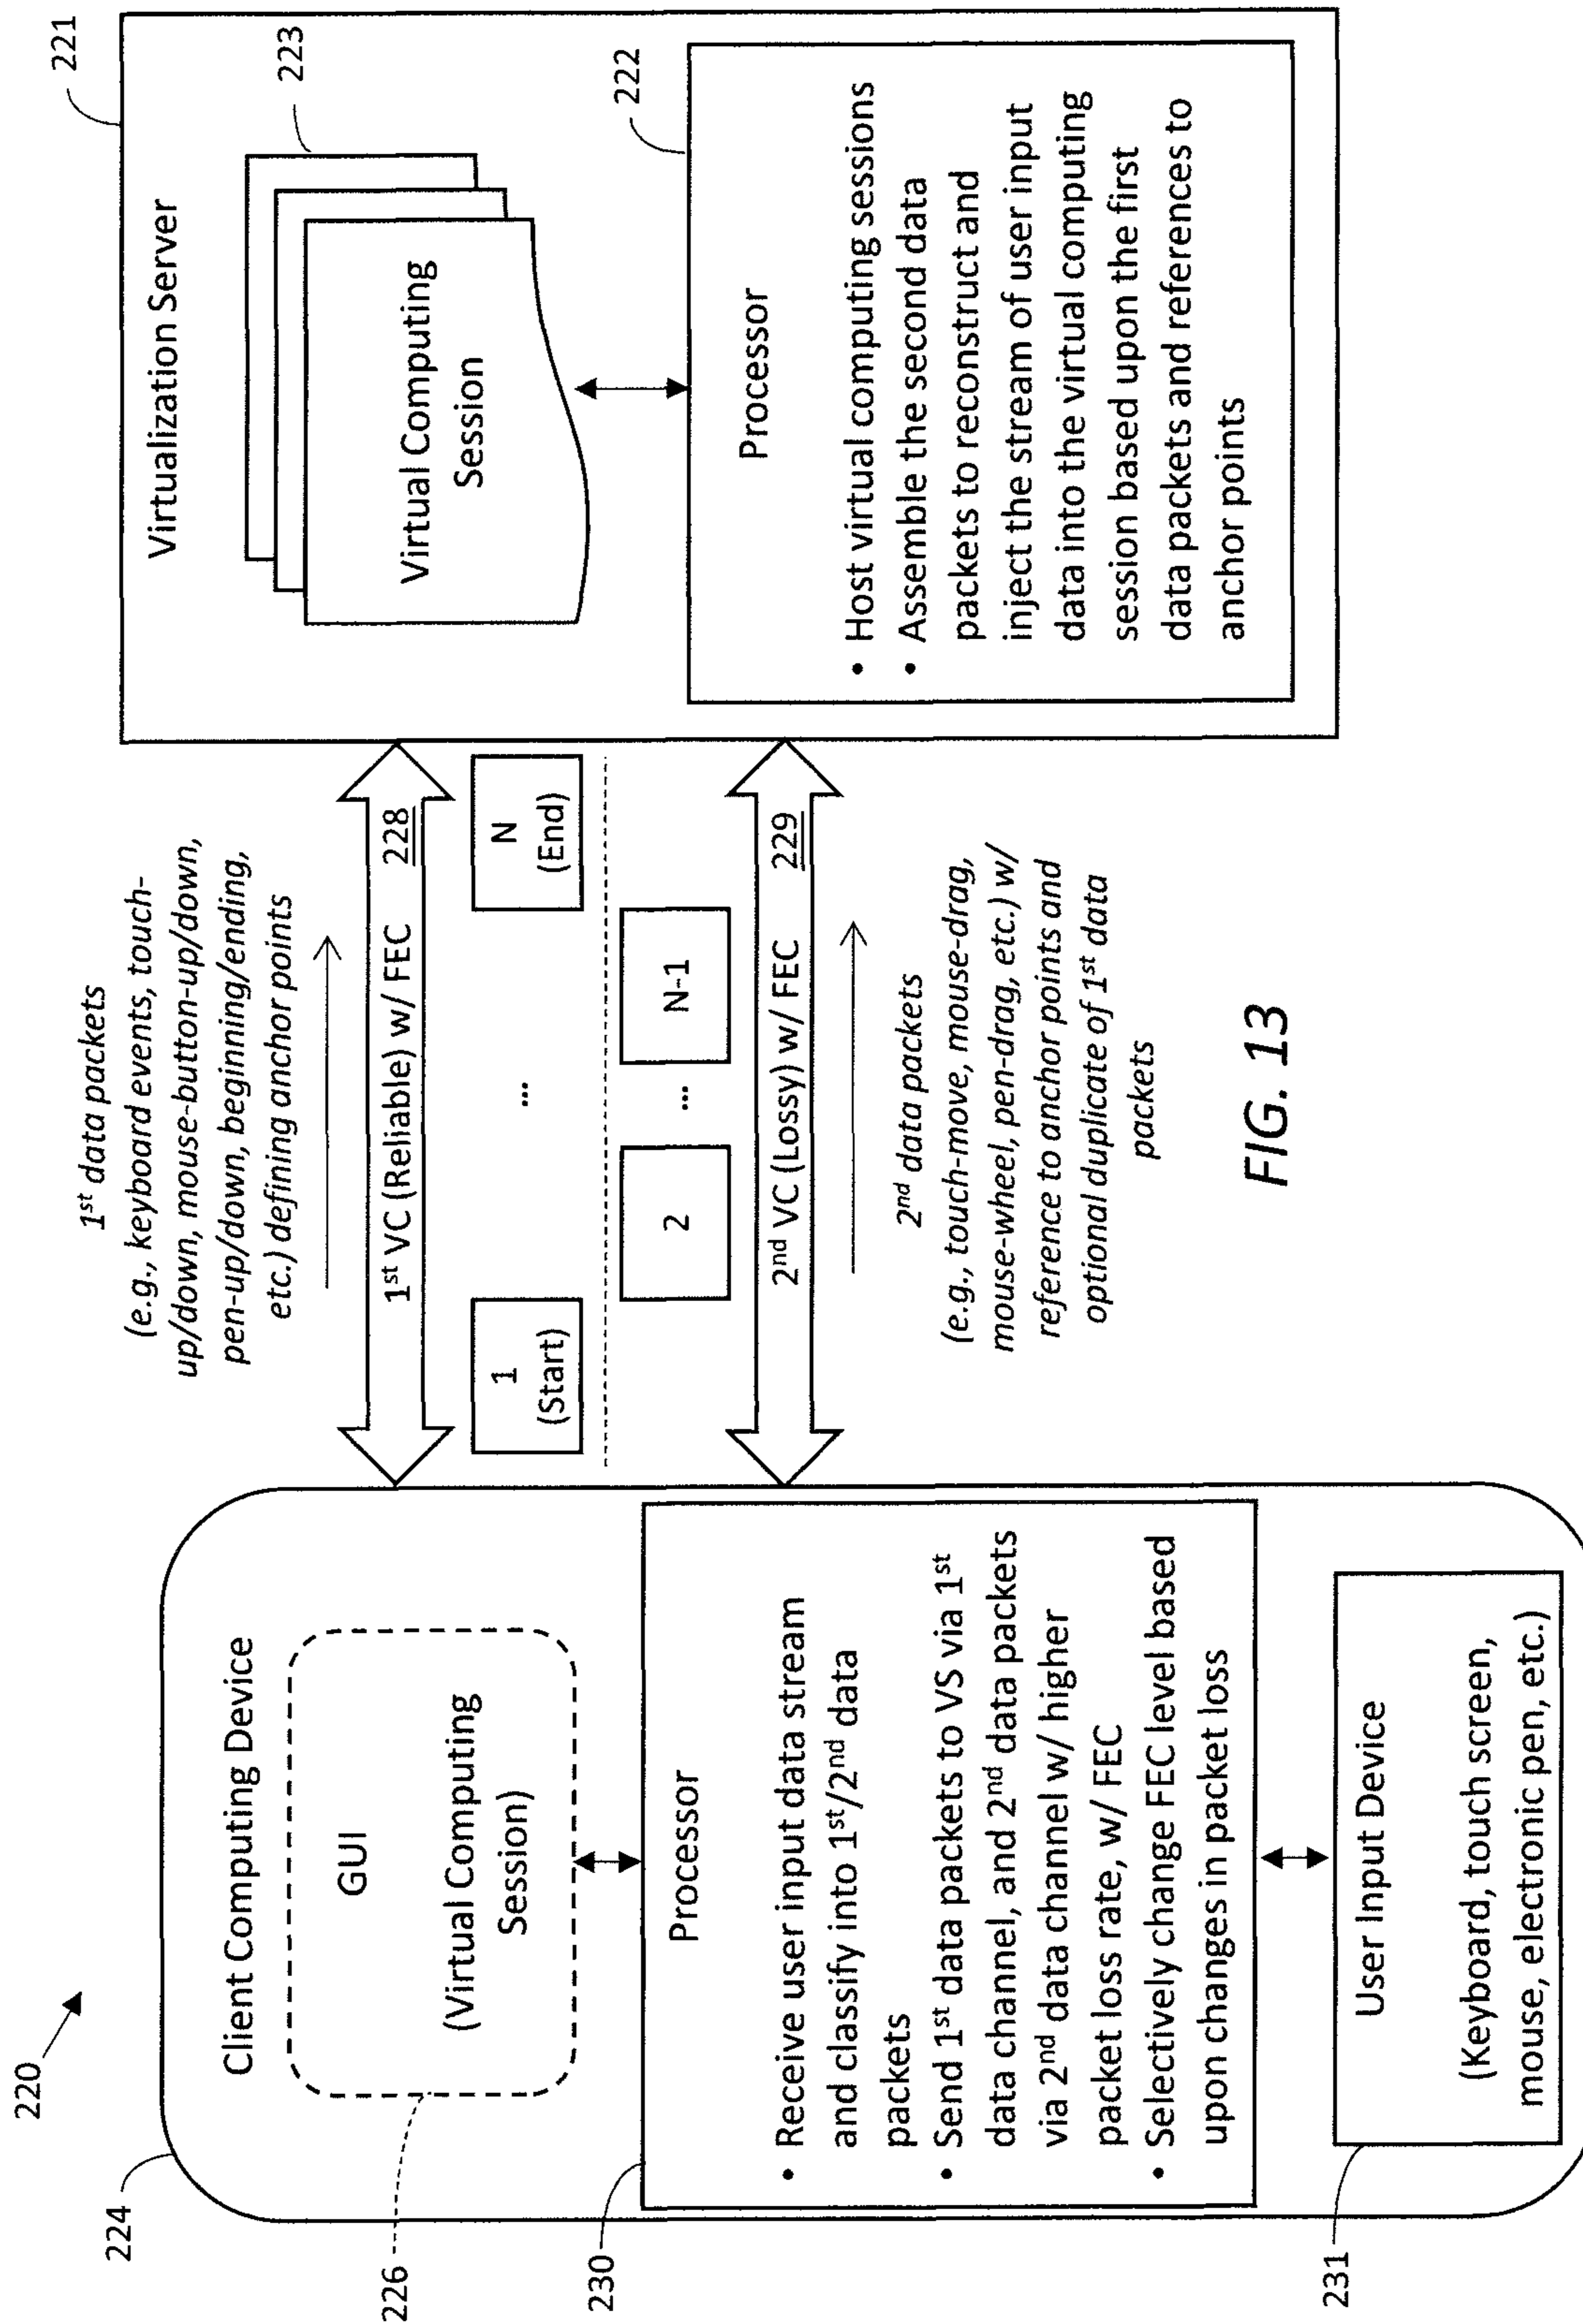 220
224
Client Computing Device
226
GUI
(Virtual Computing
Session)
230
Processor
• Receive user input data stream
and classify into 1st/2nd data
packets
• Send 1st data packets to VS via 1st
data channel, and 2nd data packets
via 2nd data channel w/ higher
packet loss rate, w/ FEC
• Selectively change FEC level based
upon changes in packet loss
231
User Input Device
(Keyboard, touch screen,
mouse, electronic pen, etc.)
1st data packets
(e.g., keyboard events, touch-
up/down, mouse-button-up/down,
pen-up/down, beginning/ending,
etc.) defining anchor points
1st VC (Reliable) w/ FEC 228
1
(Start)
...
N
(End)
2
...
N-1
2nd VC (Lossy) w/ FEC 229
2nd data packets
(e.g., touch-move, mouse-drag,
mouse-wheel, pen-drag, etc.) w/
reference to anchor points and
optional duplicate of 1st data
packets
221
Virtualization Server
223
Virtual Computing
Session
222
Processor
• Host virtual computing sessions
• Assemble the second data
packets to reconstruct and
inject the stream of user input
data into the virtual computing
session based upon the first
data packets and references to
anchor points
FIG. 13